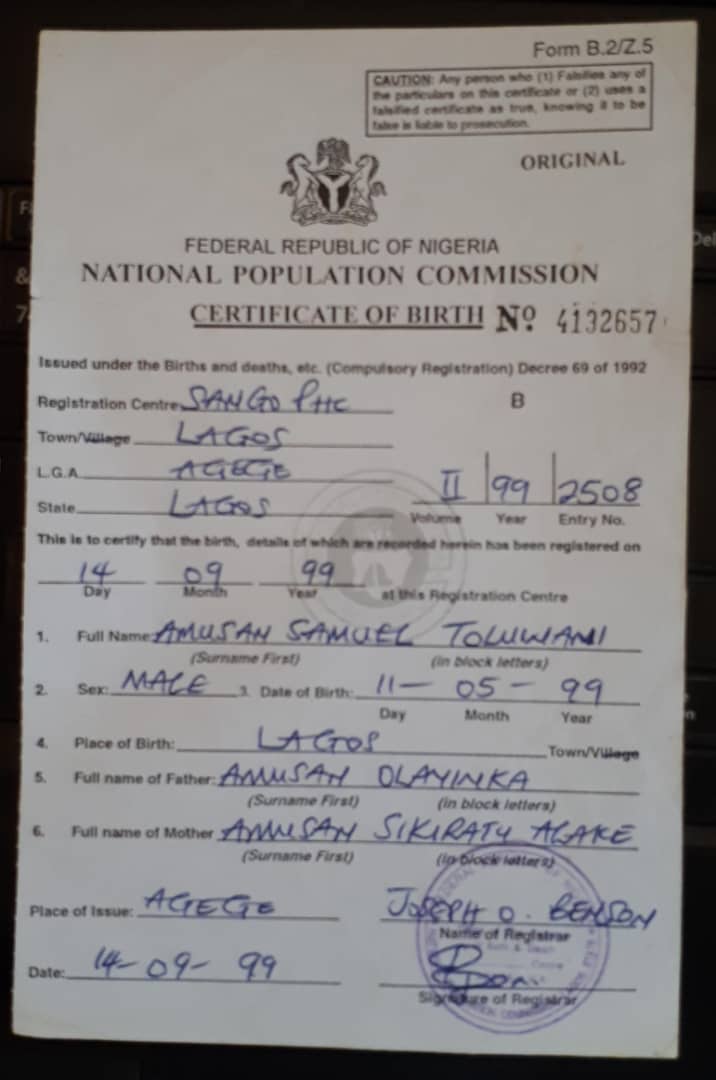 Form B.2/Z.5
CAUTION: Any person who (1) Falsifies any of
the particulars on this certificate or (2) uses a
falsified certificate as true, knowing it to be
false is liable to prosecution.
ORIGINAL
FEDERAL REPUBLIC OF NIGERIA
NATIONAL POPULATION COMMISSION
CERTIFICATE OF BIRTH Nº 4132657
Issued under the Births and deaths, etc. (Compulsory Registration) Decree 69 of 1992
Registration Centre SANGO PHC B
Town/Village LAGOS
L.G.A. AGEGE
State LAGOS
II 99 2508
Volume Year Entry No.
This is to certify that the birth, details of which are recorded herein has been registered on
14 09 99
Day Month Year at this Registration Centre
1. Full Name: AMUSAN SAMUEL TOLUWANI
(Surname First) (in block letters)
2. Sex: MALE 3. Date of Birth: 11 - 05 - 99
Day Month Year
4. Place of Birth: LAGOS Town/Village
5. Full name of Father: AMUSAN OLAYINKA
(Surname First) (in block letters)
6. Full name of Mother AMUSAN SIKIRATU AGAKE
(Surname First) (in block letters)
Place of Issue: AGEGE JOSEPH O. BENSON
Name of Registrar
Date: 14-09-99
Signature of Registrar
Del